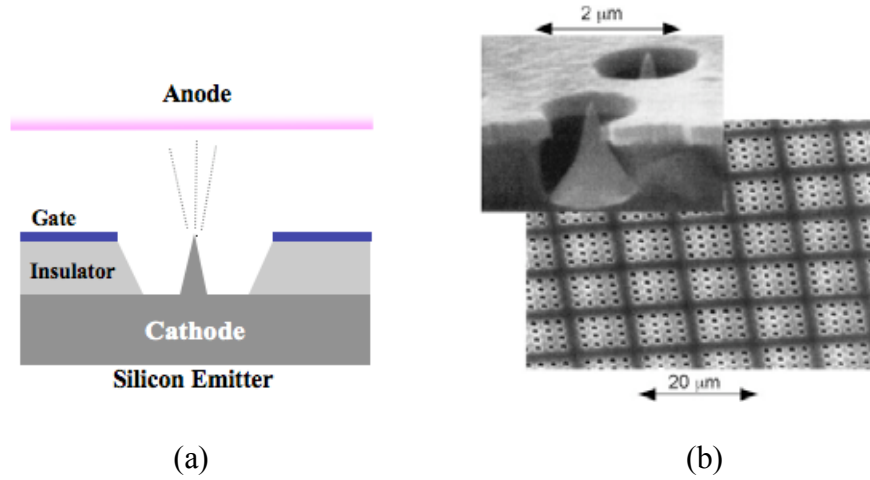 Anode
Gate
Insulator
Cathode
Silicon Emitter
(a)
2 μm
20 μm
(b)